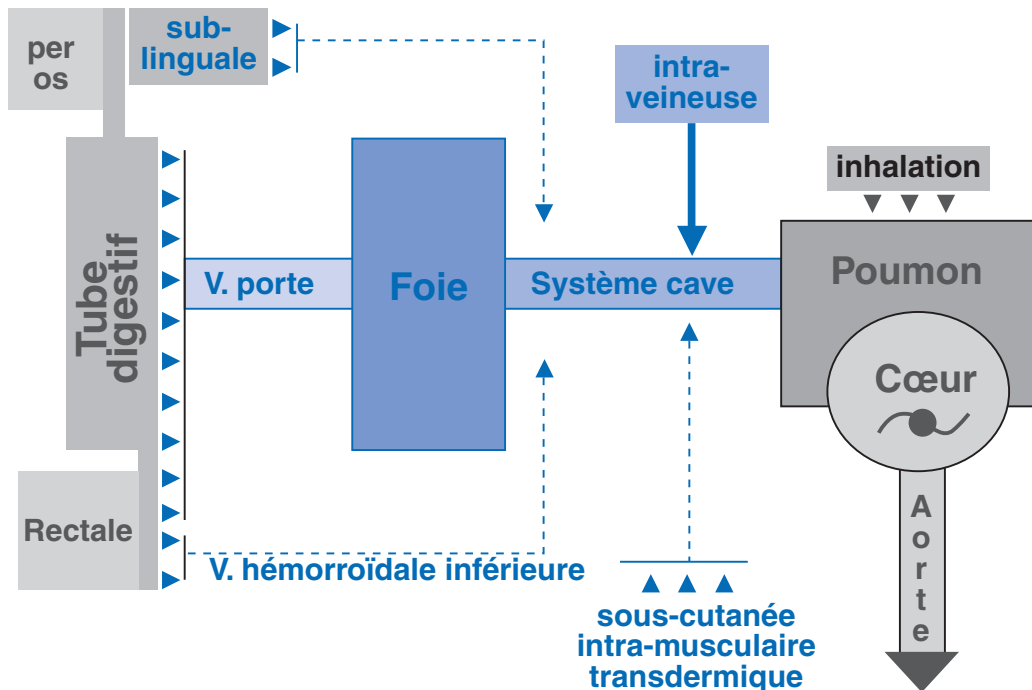 per
os
sub-
linguale
intra-
veineuse
inhalation
Tube
digestif
V. porte
Foie
Système cave
Poumon
Cœur
Rectale
V. hémorroïdale inférieure
sous-cutanée
intra-musculaire
transdermique
Aorte